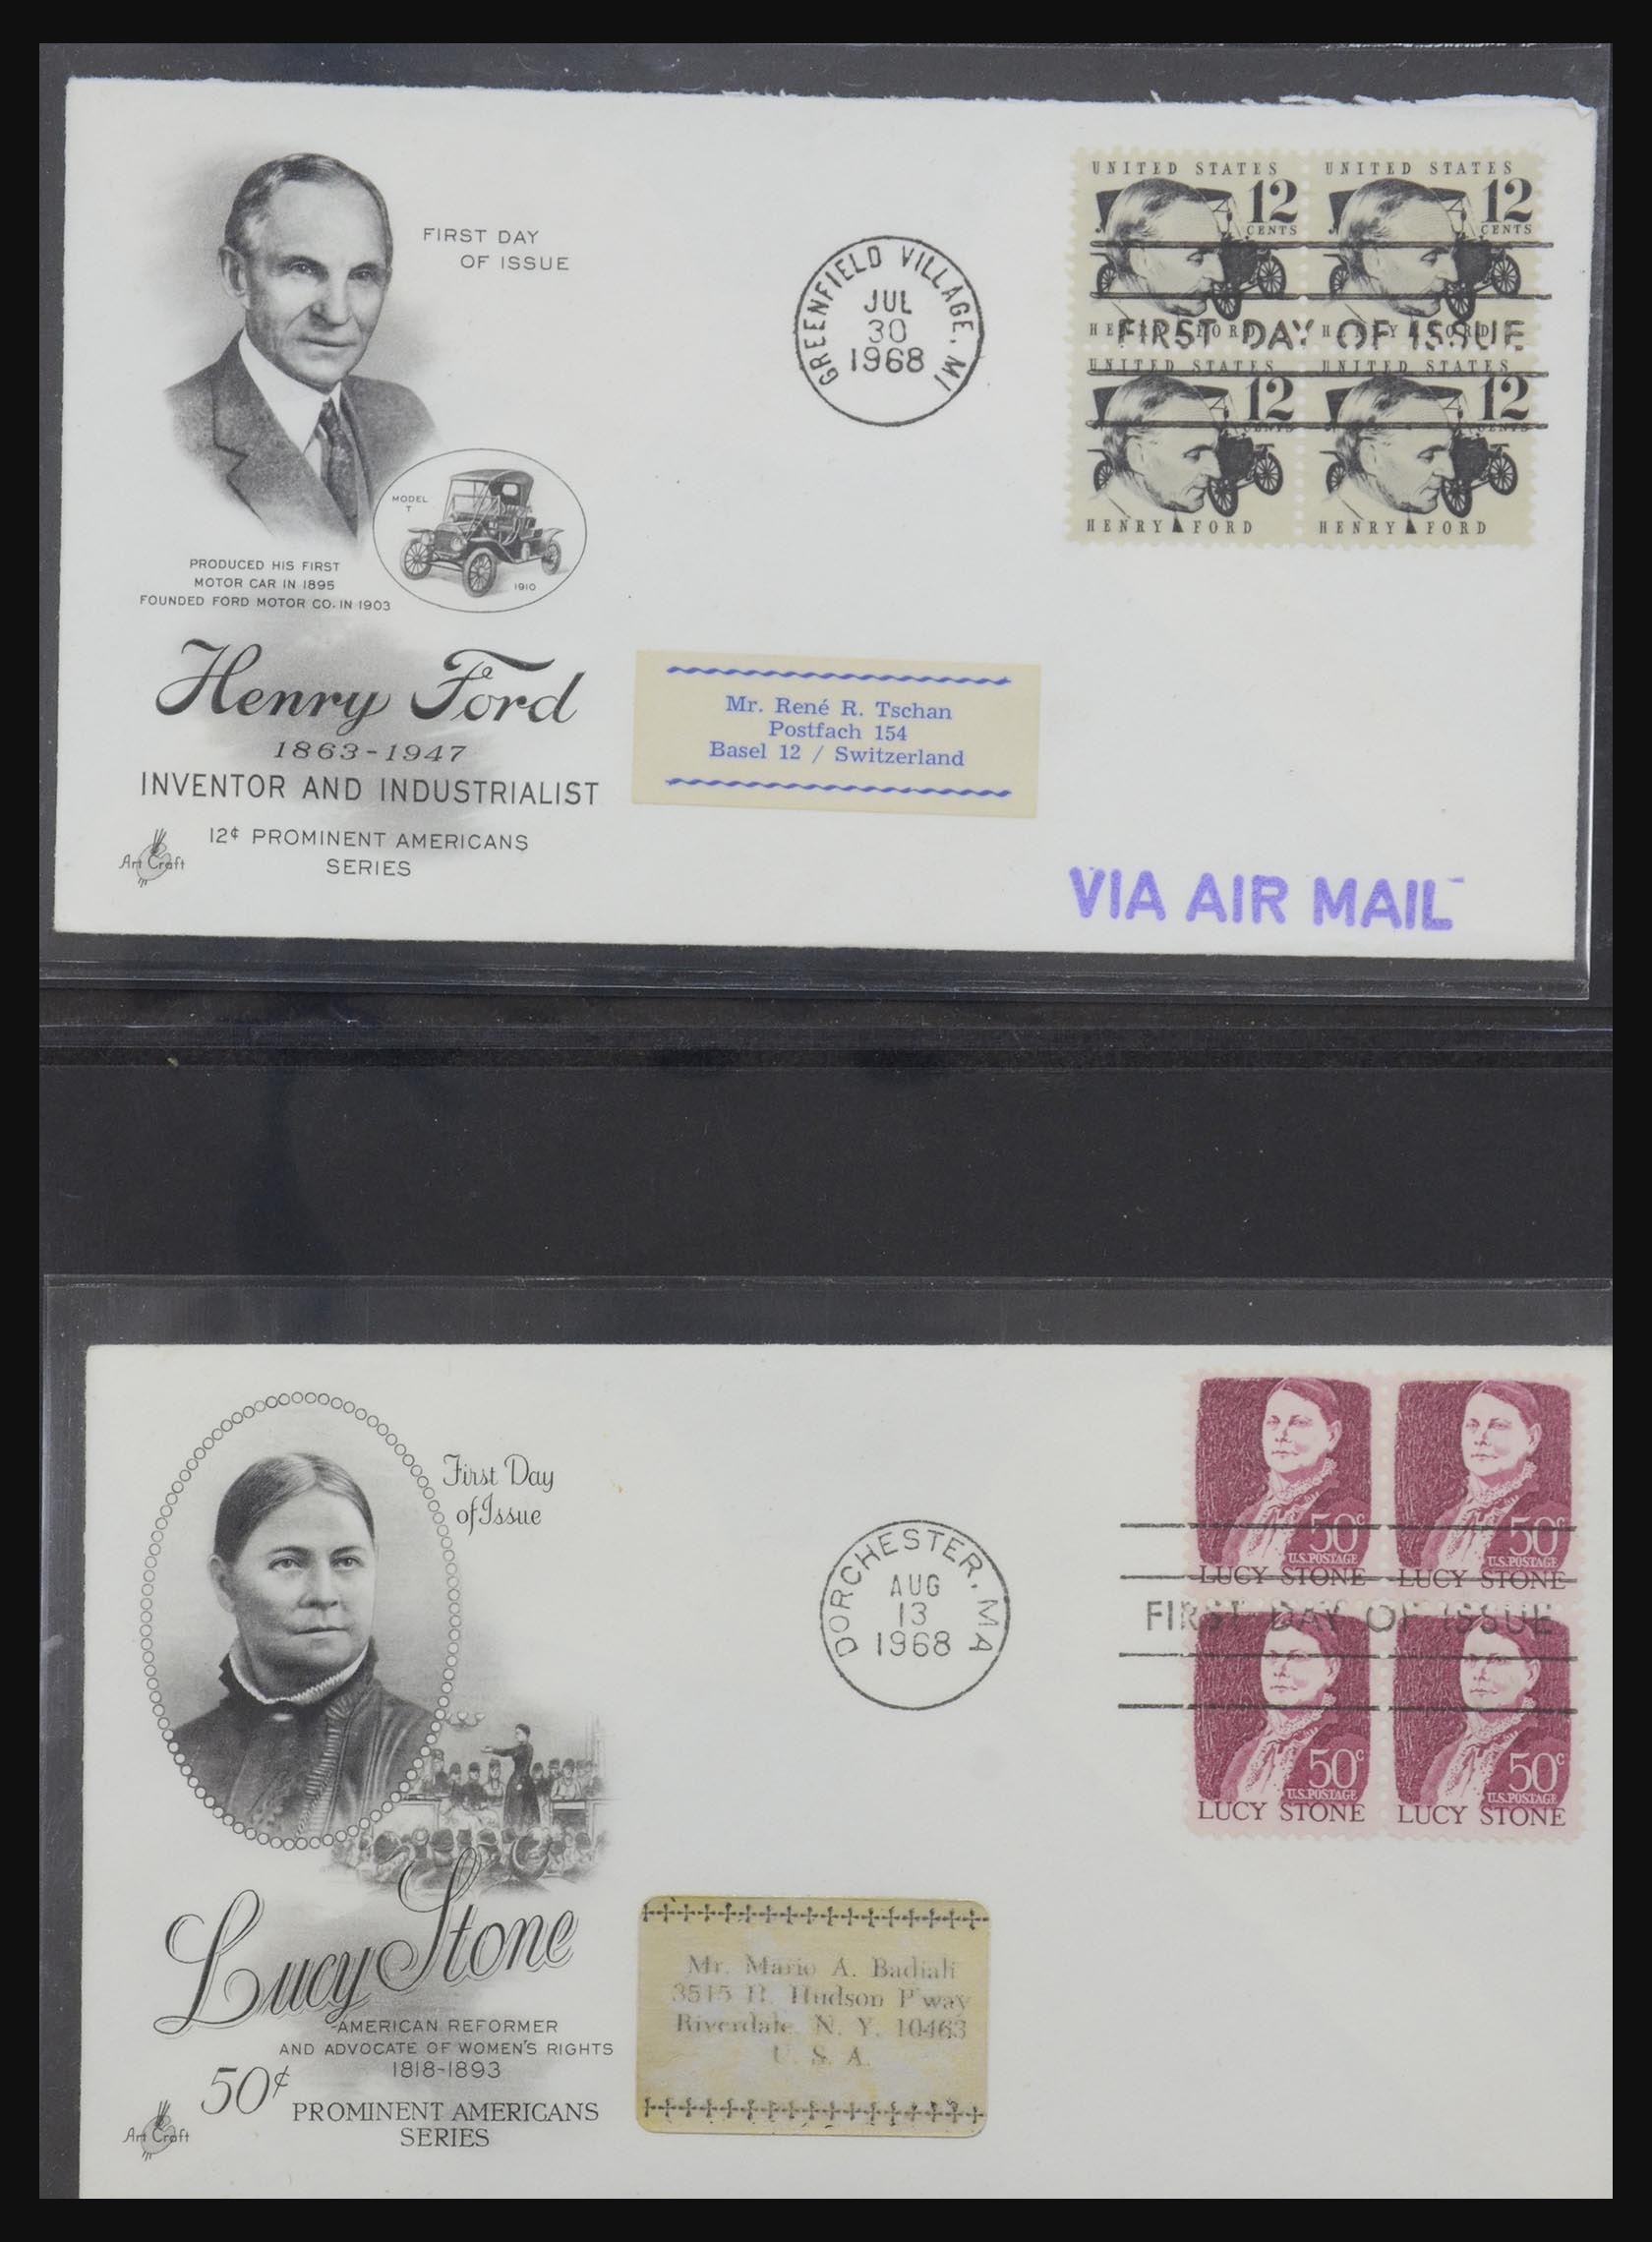 FIRST DAY
OF ISSUE
MODEL
T
1910
PRODUCED HIS FIRST
MOTOR CAR IN 1895
FOUNDED FORD MOTOR CO. IN 1903
Henry Ford
1863-1947
INVENTOR AND INDUSTRIALIST
12¢ PROMINENT AMERICANS
SERIES
Art Craft
GREENFIELD VILLAGE, MI
JUL
30
1968
UNITED STATES
12
CENTS
HENRY FORD
UNITED STATES
12
CENTS
HENRY FORD
FIRST DAY OF ISSUE
UNITED STATES
12
CENTS
HENRY FORD
UNITED STATES
12
CENTS
HENRY FORD
Mr. René R. Tschan
Postfach 154
Basel 12 / Switzerland
VIA AIR MAIL
First Day
of Issue
Lucy Stone
AMERICAN REFORMER
AND ADVOCATE OF WOMEN'S RIGHTS
1818-1893
50¢
PROMINENT AMERICANS
SERIES
Art Craft
DORCHESTER, MA
AUG
13
1968
50c
U.S. POSTAGE
LUCY STONE
50c
U.S. POSTAGE
LUCY STONE
FIRST DAY OF ISSUE
50c
U.S. POSTAGE
LUCY STONE
50c
U.S. POSTAGE
LUCY STONE
Mr. Mario A. Badiali
3515 H. Hudson P'way
Riverdale, N. Y. 10463
U. S. A.